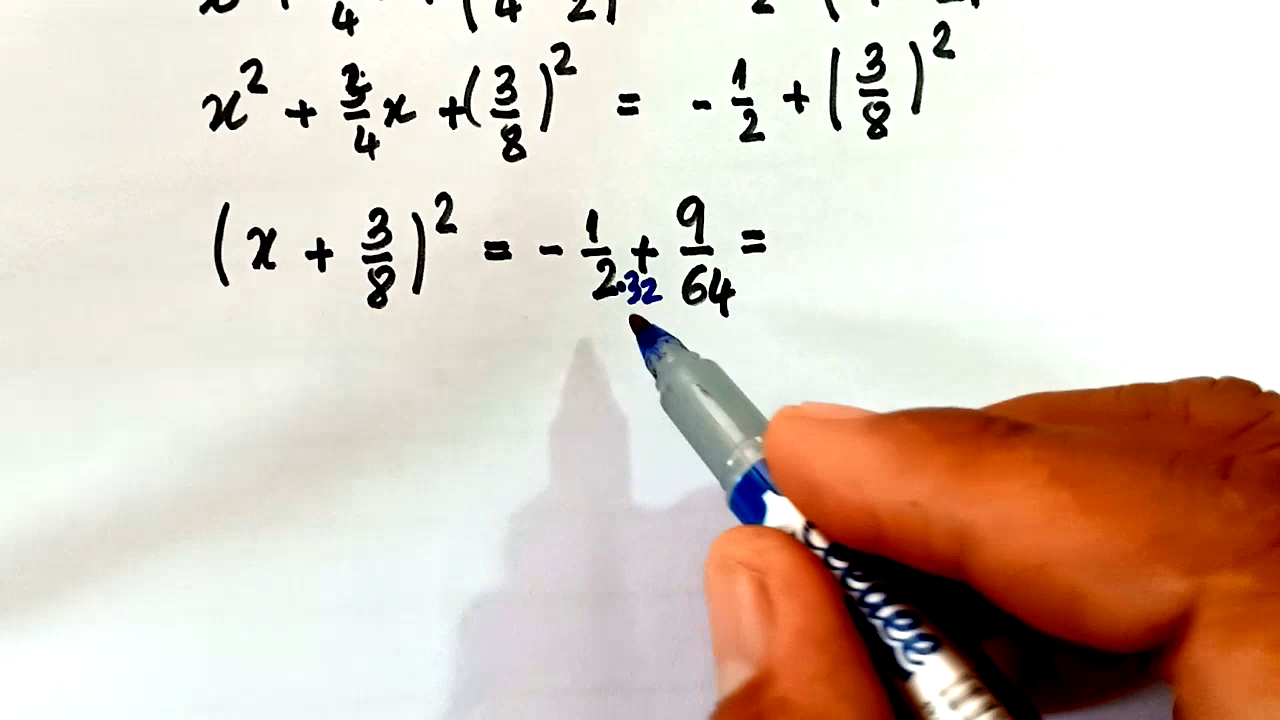 x² + 3/4 x + (3/8)² = - 1/2 + (3/8)²
(x + 3/8)² = - 1/2·32 + 9/64 =